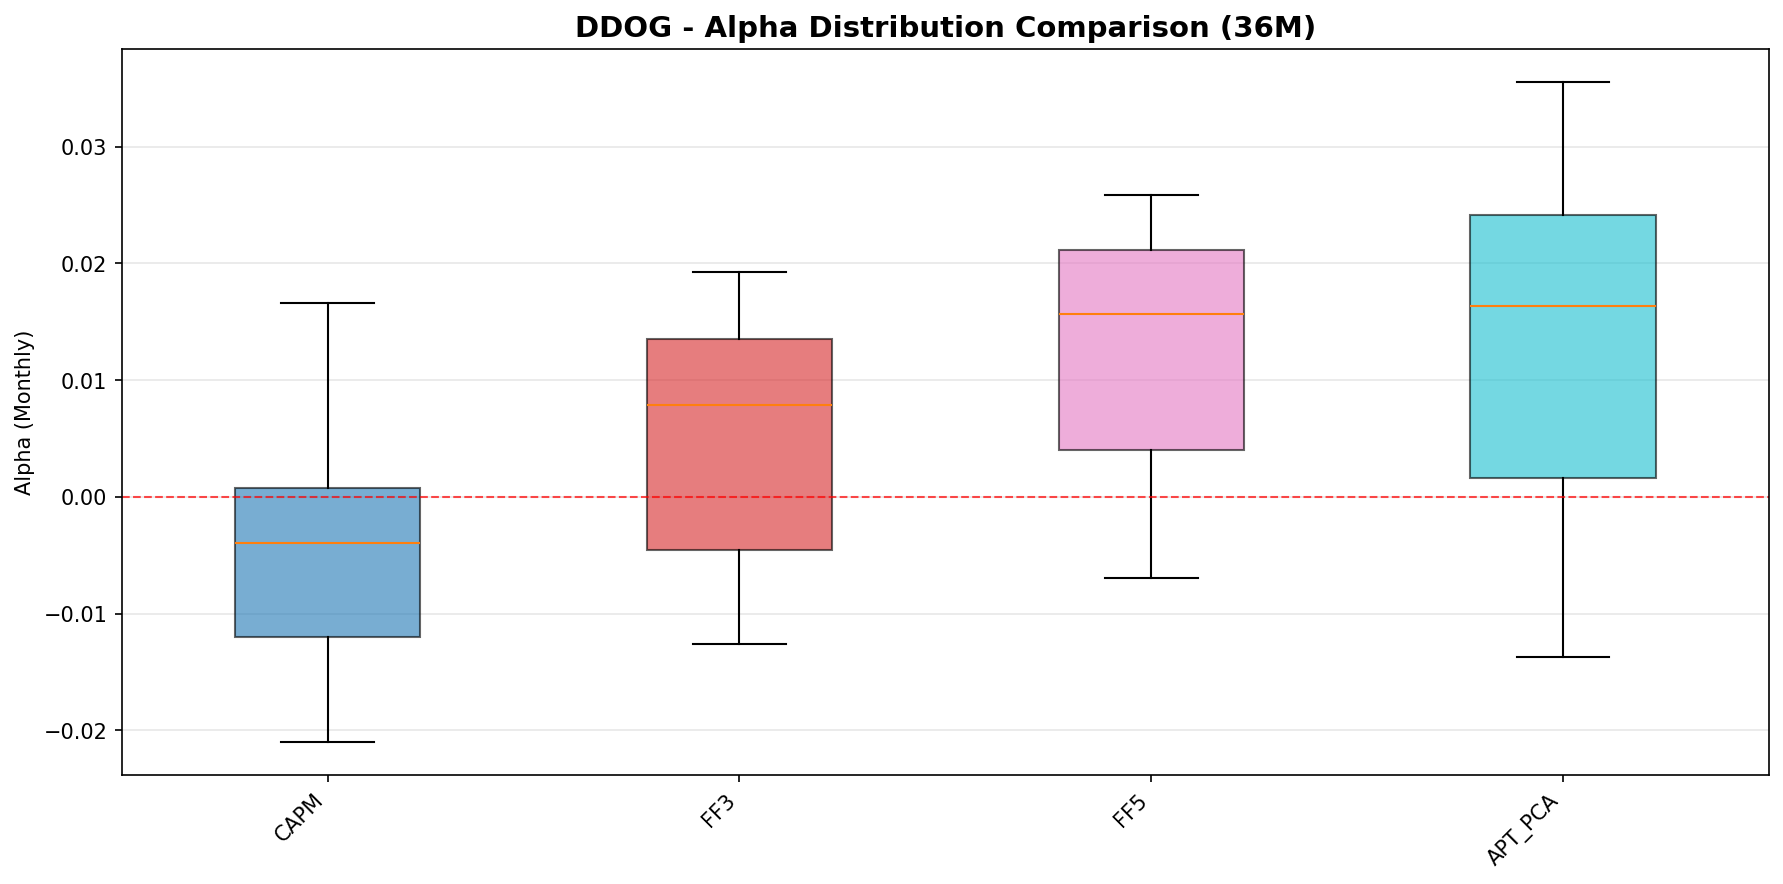 DDOG - Alpha Distribution Comparison (36M)
Alpha (Monthly)
0.03
0.02
0.01
0.00
−0.01
−0.02
CAPM
FF3
FF5
APT_PCA